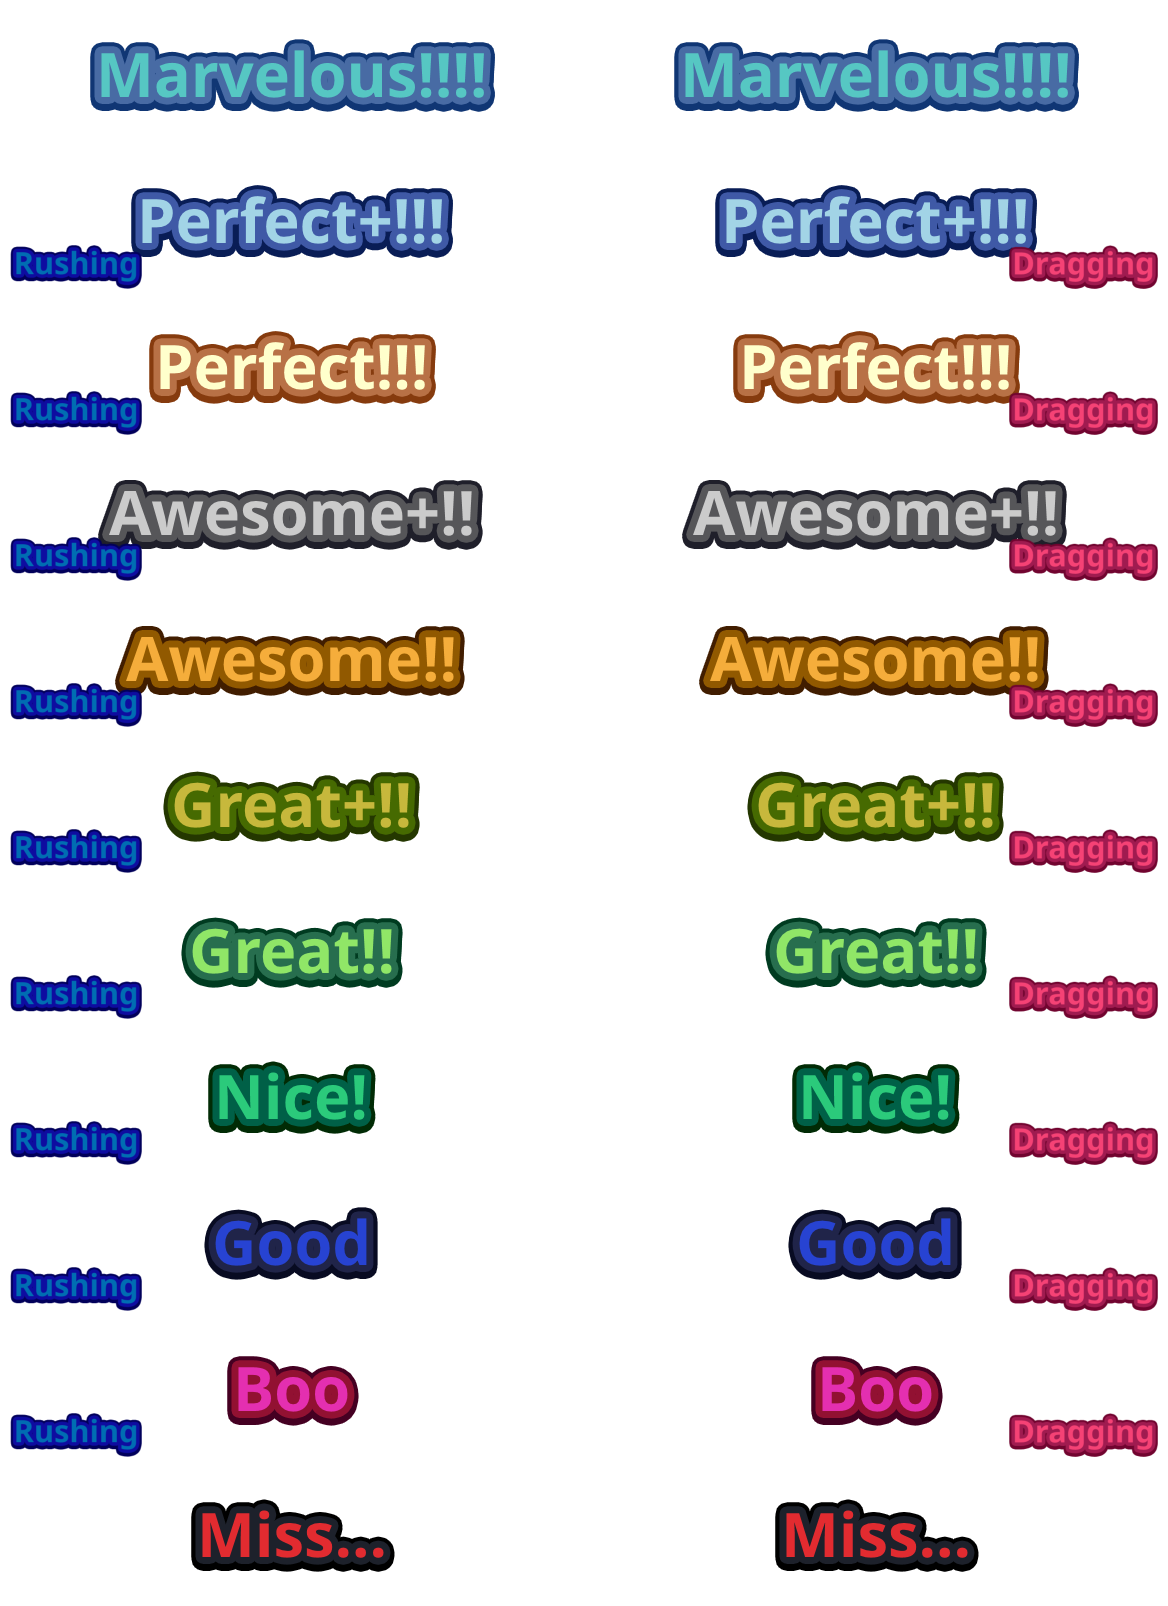 Marvelous!!!! Marvelous!!!!
Perfect+!!! Perfect+!!!
Rushing Dragging
Perfect!!! Perfect!!!
Rushing Dragging
Awesome+!! Awesome+!!
Rushing Dragging
Awesome!! Awesome!!
Rushing Dragging
Great+!! Great+!!
Rushing Dragging
Great!! Great!!
Rushing Dragging
Nice! Nice!
Rushing Dragging
Good Good
Rushing Dragging
Boo Boo
Rushing Dragging
Miss... Miss...